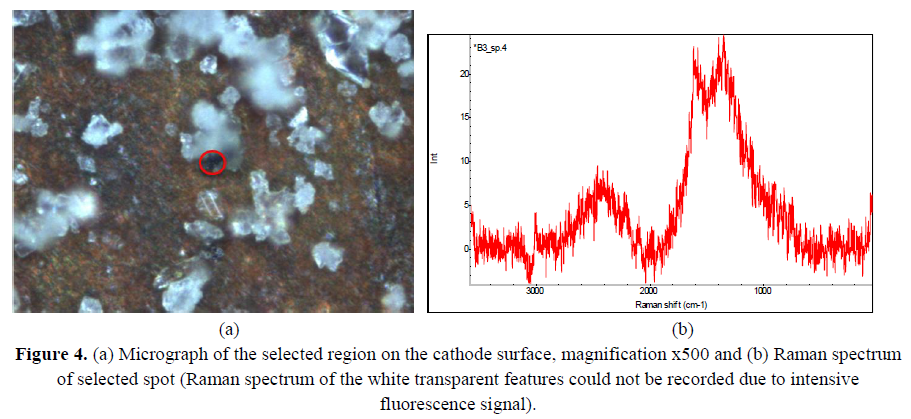 *B3_sp.4
20
15
10
5
0
Int
3000 2000 1000
Raman shift (cm-1)
(a) (b)
Figure 4. (a) Micrograph of the selected region on the cathode surface, magnification x500 and (b) Raman spectrum
of selected spot (Raman spectrum of the white transparent features could not be recorded due to intensive
fluorescence signal).